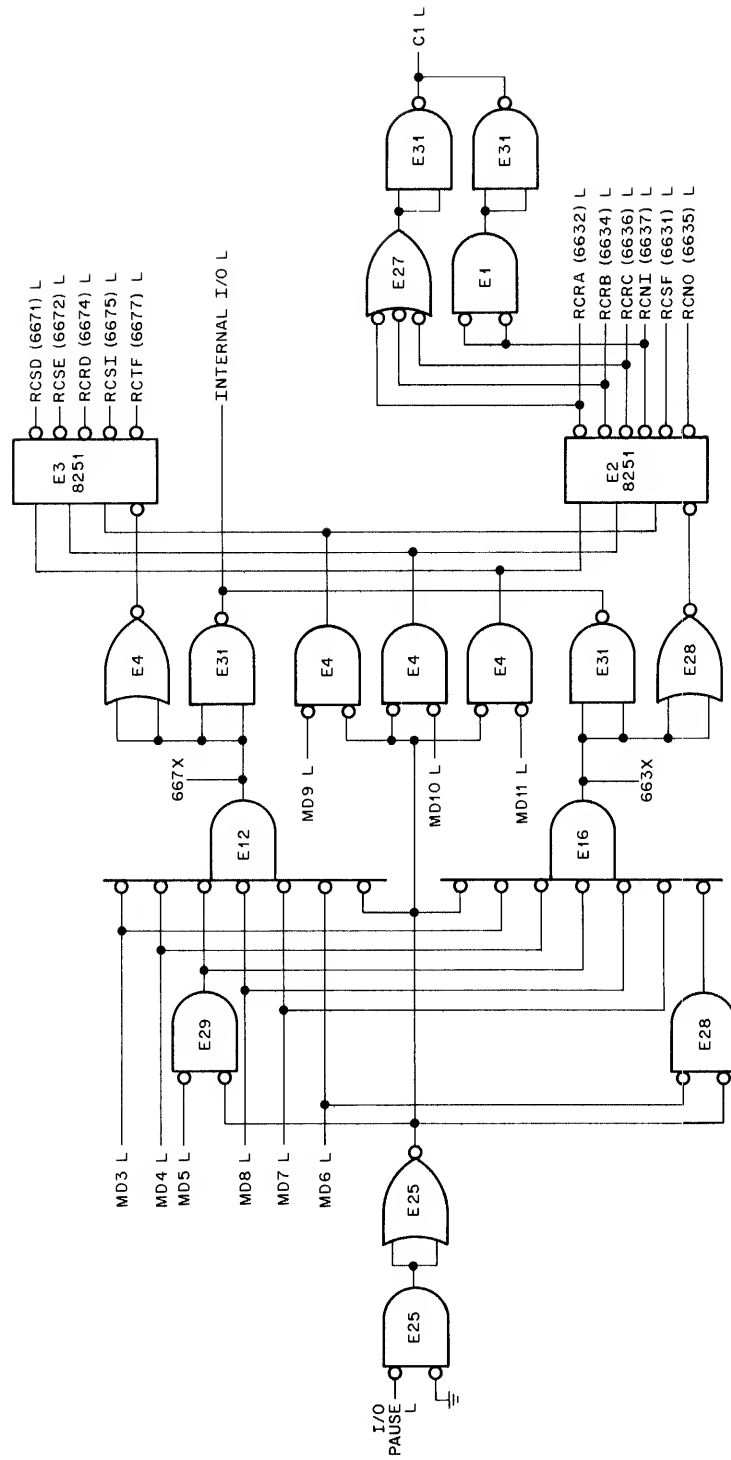 I/O
PAUSE
L
E25
E25
MD3 L
MD4 L
MD5 L
MD8 L
MD7 L
MD6 L
E29
E28
E12
E16
667X
663X
MD9 L
MD10 L
MD11 L
E4
E31
E4
E4
E4
E31
E28
E3
8251
E2
8251
RCSD (6671) L
RCSE (6672) L
RCRD (6674) L
RCSI (6675) L
RCTF (6677) L
INTERNAL I/O L
E27
E1
E31
E31
C1 L
RCRA (6632) L
RCRB (6634) L
RCRC (6636) L
RCNI (6637) L
RCSF (6631) L
RCNO (6635) L